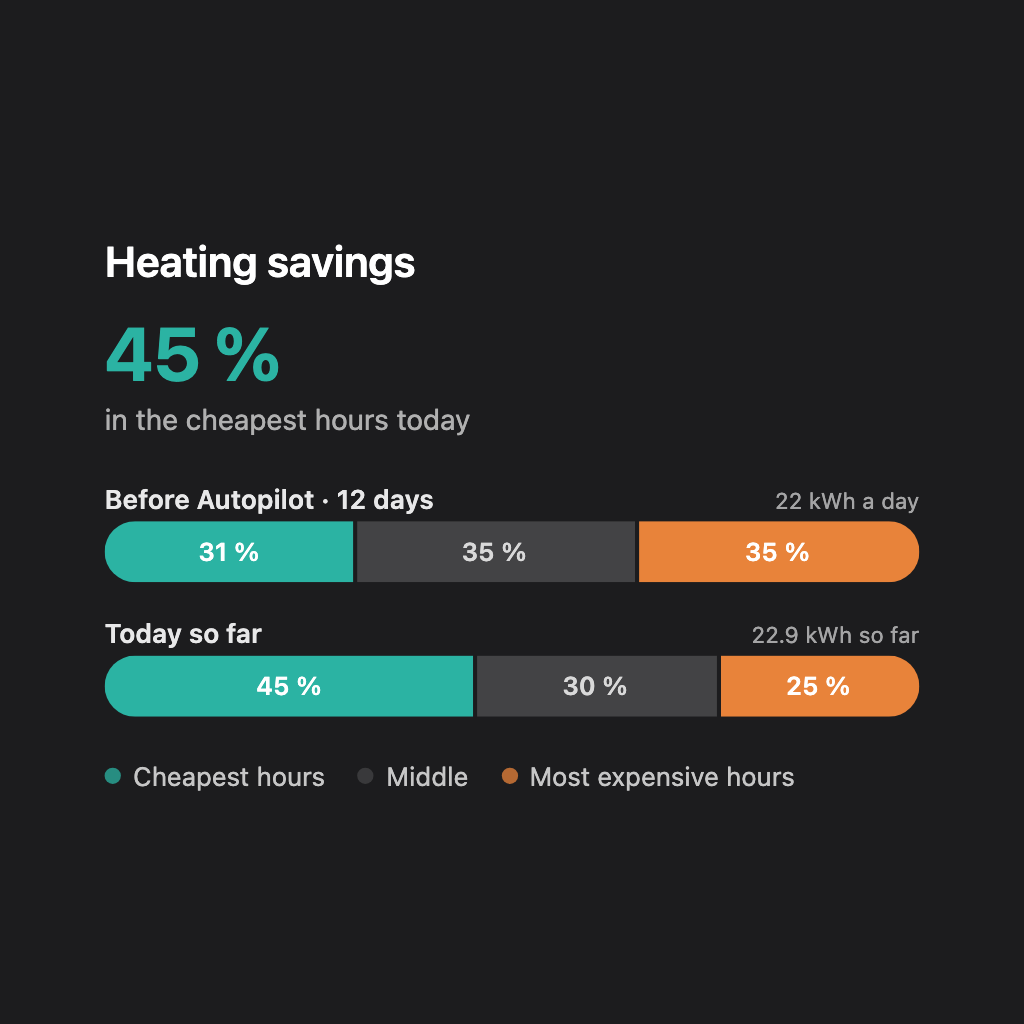 Heating savings
45 %
in the cheapest hours today
Before Autopilot · 12 days 22 kWh a day
31 % 35 % 35 %
Today so far 22.9 kWh so far
45 % 30 % 25 %
Cheapest hours Middle Most expensive hours